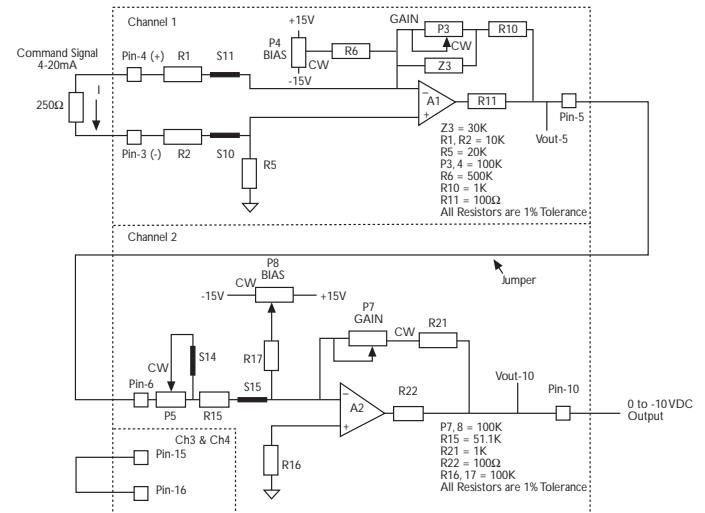 Channel 1
Command Signal
4-20mA
250Ω
I
Pin-4 (+)
R1
S11
Pin-3 (-)
R2
S10
R5
+15V
P4
BIAS
CW
-15V
R6
GAIN
P3
CW
Z3
R10
A1
−
+
R11
Pin-5
Vout-5
Z3 = 30K
R1, R2 = 10K
R5 = 20K
P3, 4 = 100K
R6 = 500K
R10 = 1K
R11 = 100Ω
All Resistors are 1% Tolerance
Channel 2
Jumper
P8
BIAS
CW
-15V
+15V
R17
P7
GAIN
CW
R21
Pin-6
CW
P5
S14
R15
S15
R16
A2
−
+
R22
Vout-10
Pin-10
0 to -10VDC
Output
P7, 8 = 100K
R15 = 51.1K
R21 = 1K
R22 = 100Ω
R16, 17 = 100K
All Resistors are 1% Tolerance
Ch3 & Ch4
Pin-15
Pin-16